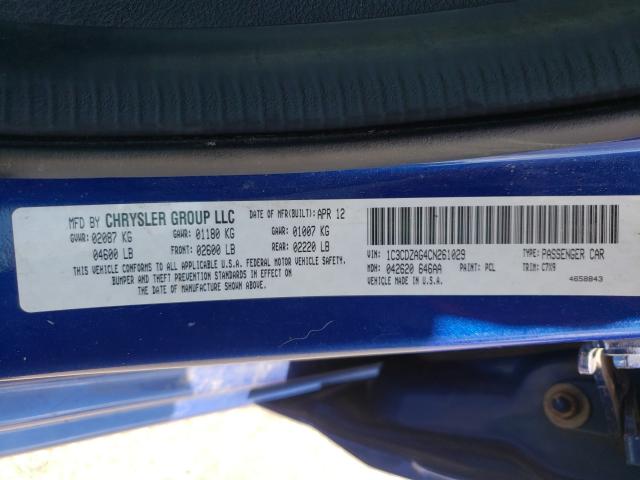 MFD BY CHRYSLER GROUP LLC DATE OF MFR(BUILT): APR 12
GVWR: 02087 KG GAWR: 01180 KG GAWR: 01007 KG
04600 LB FRONT: 02600 LB REAR: 02220 LB
THIS VEHICLE CONFORMS TO ALL APPLICABLE U.S.A. FEDERAL MOTOR VEHICLE SAFETY,
BUMPER AND THEFT PREVENTION STANDARDS IN EFFECT ON
THE DATE OF MANUFACTURE SHOWN ABOVE.
VIN: 1C3CDZAG4CN261029 TYPE: PASSENGER CAR
MDH: 042620 646AA PAINT: PCL TRIM: C7X9
VEHICLE MADE IN U.S.A. 4658843